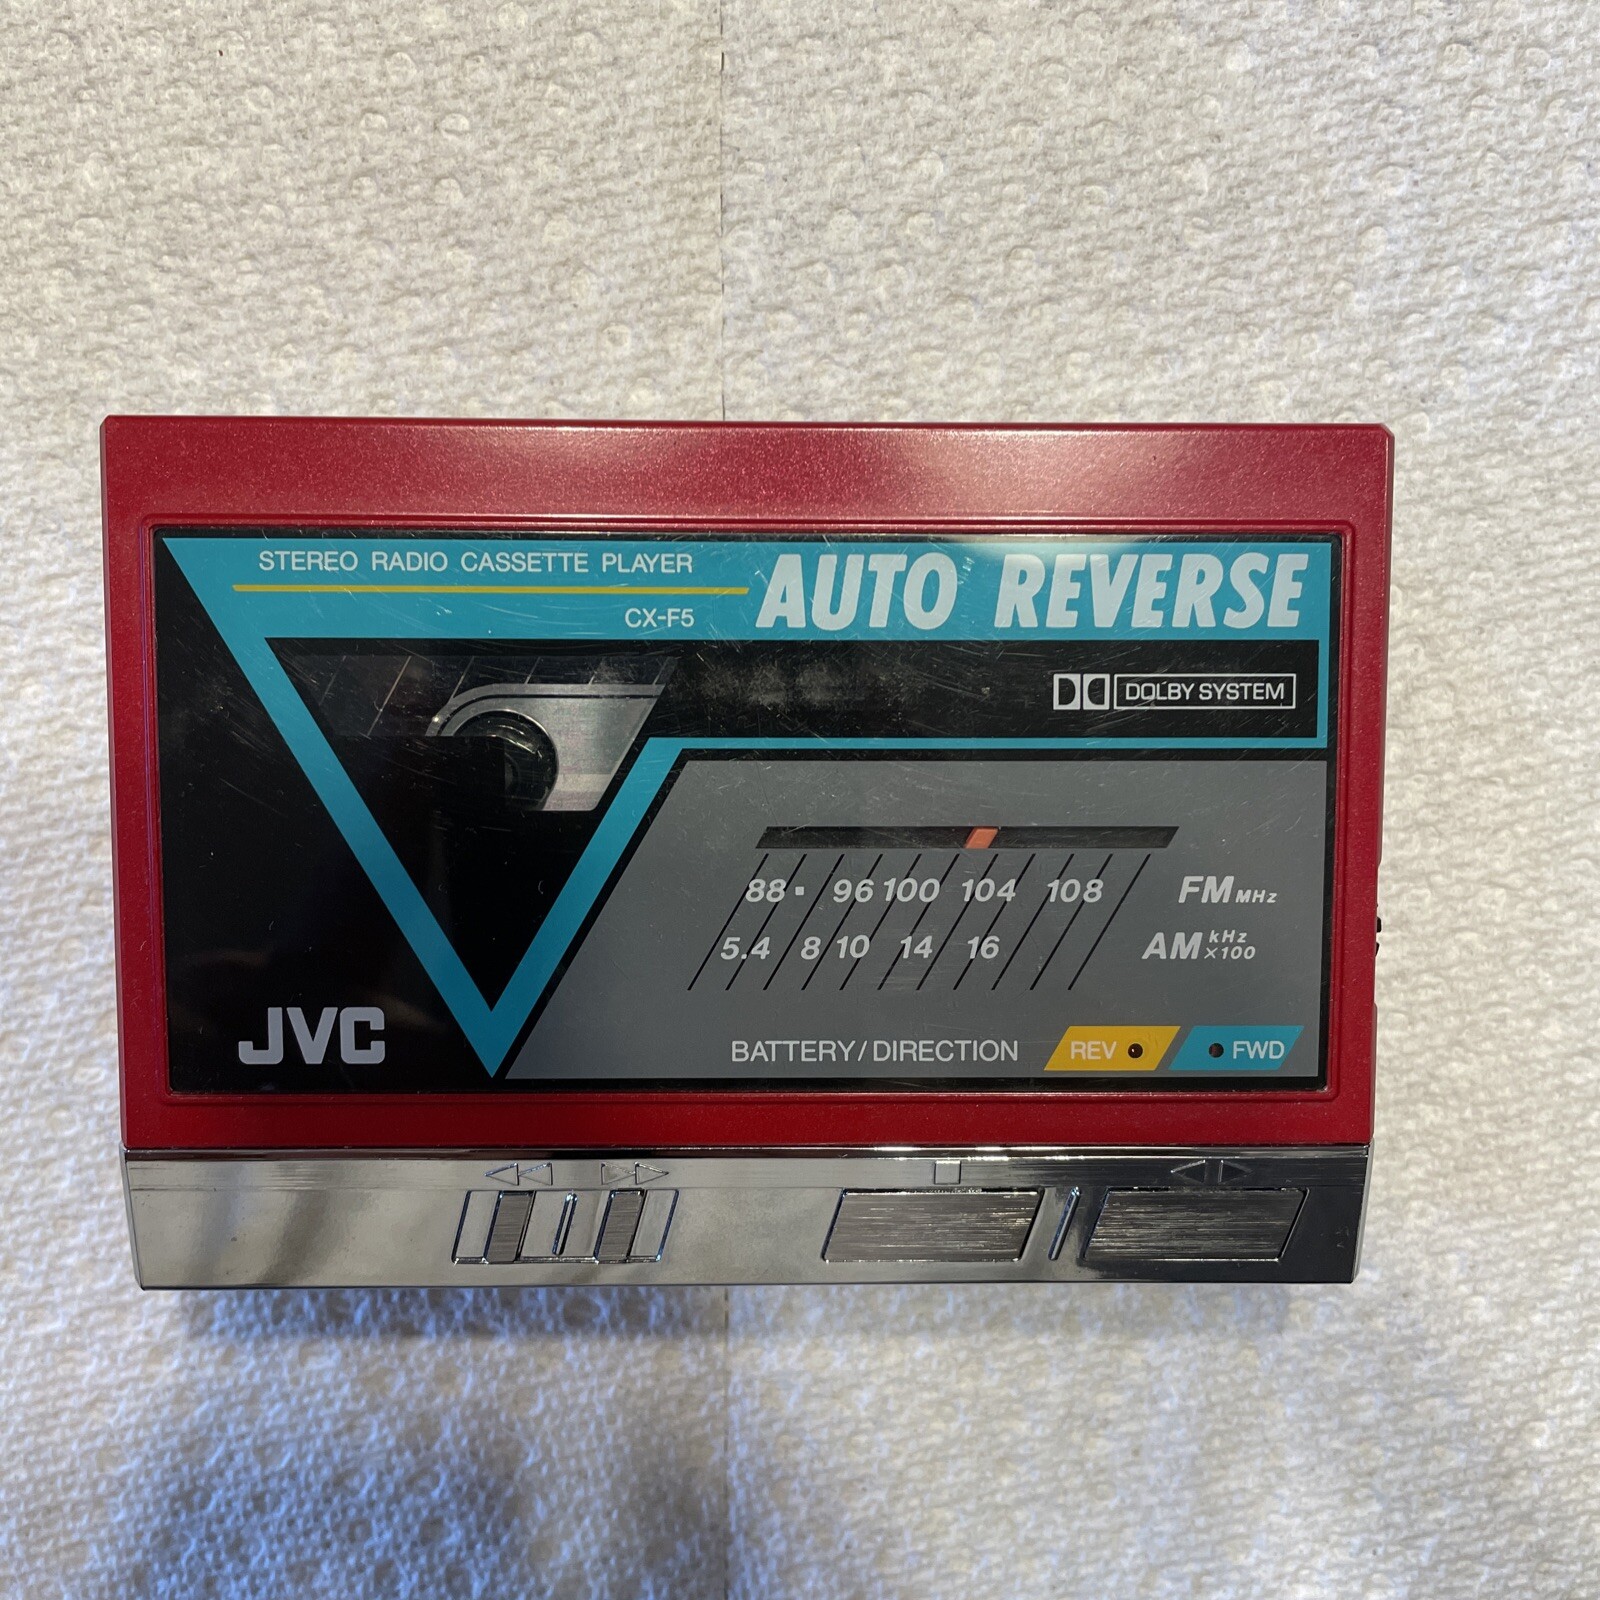 STEREO RADIO CASSETTE PLAYER
AUTO REVERSE
CX-F5
DOLBY SYSTEM
88 · 96 100 104 108 FM MHz
5.4 8 10 14 16 AM kHz ×100
JVC
BATTERY/DIRECTION REV FWD